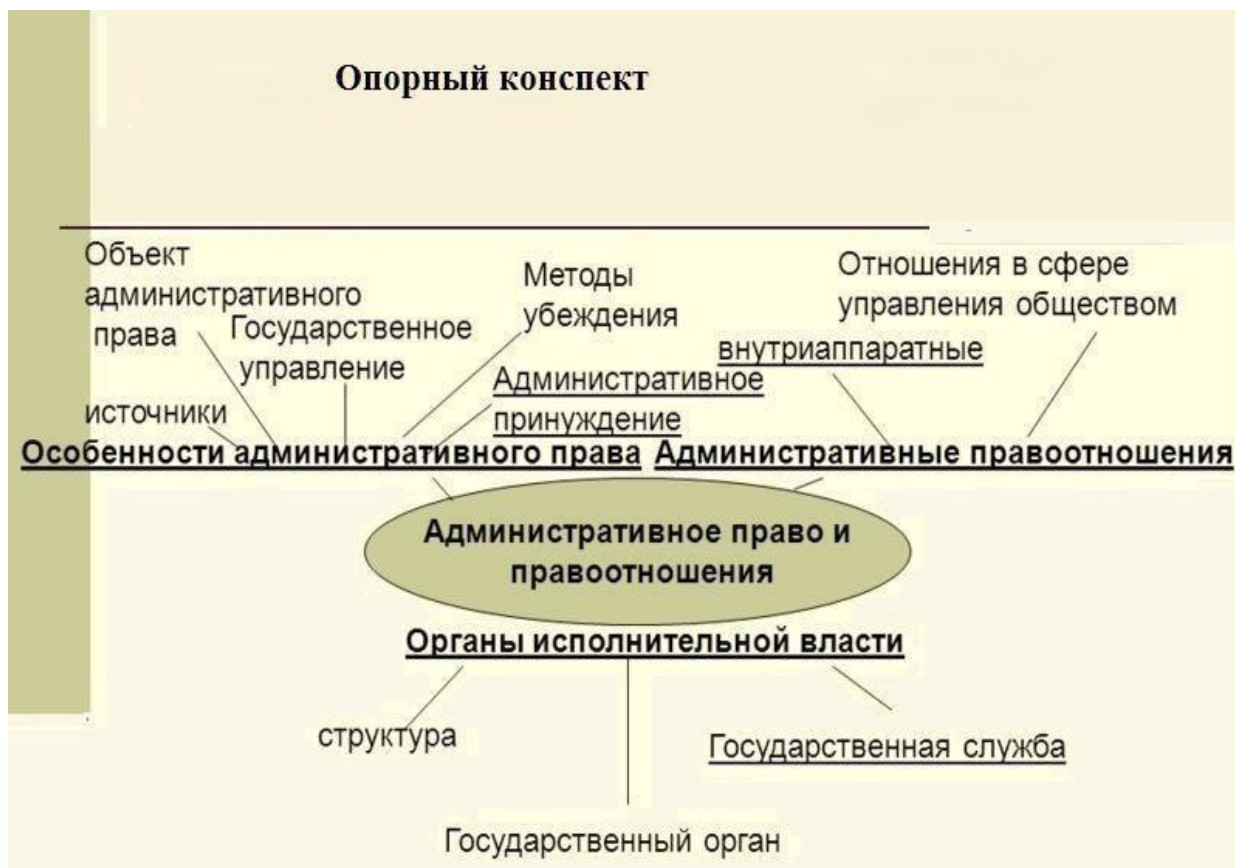 Опорный конспект
Объект
административного
права
Государственное
управление
источники
Методы
убеждения
Административное
принуждение
Отношения в сфере
управления обществом
внутриаппаратные
Особенности административного права
Административные правоотношения
Административное право и
правоотношения
Органы исполнительной власти
структура
Государственная служба
Государственный орган